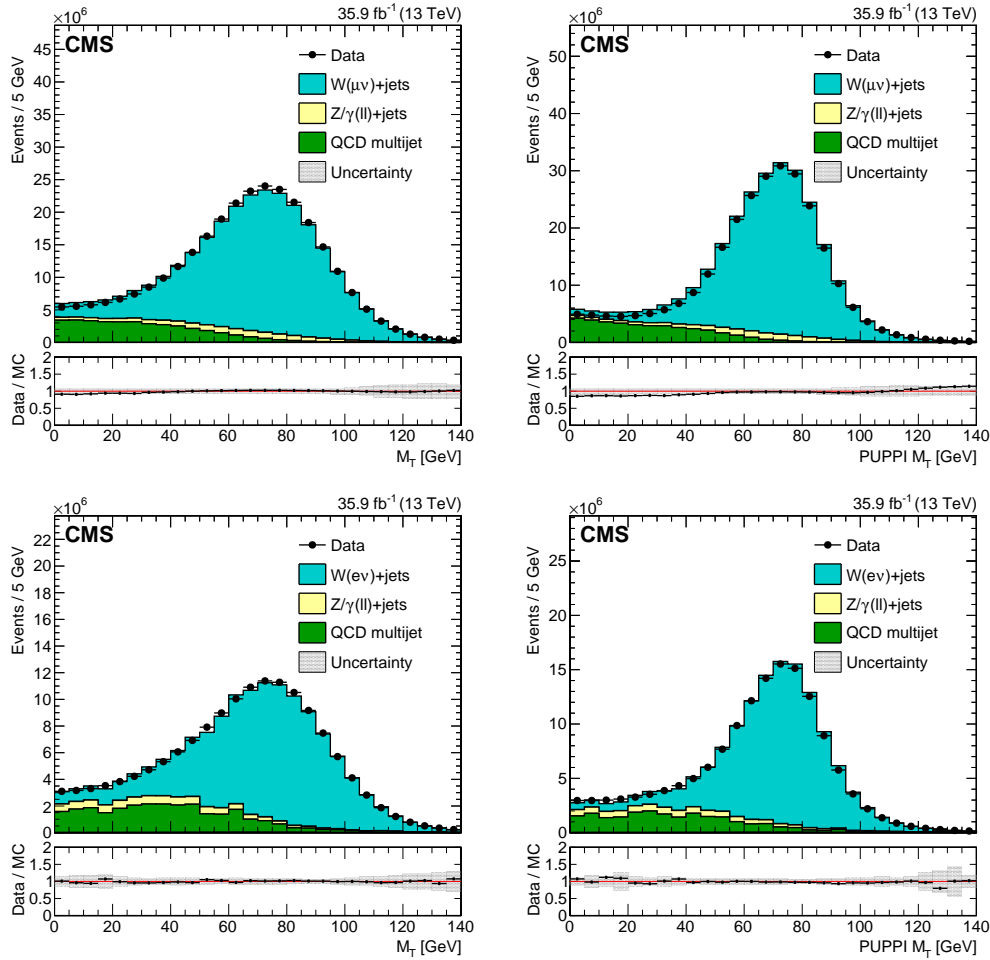 ×10⁶ 35.9 fb⁻¹ (13 TeV)
CMS
Data
W(μν)+jets
Z/γ(ll)+jets
QCD multijet
Uncertainty
Events / 5 GeV
45
40
35
30
25
20
15
10
5
0
Data / MC
2
1.5
1
0.5
0
0 20 40 60 80 100 120 140
M_T [GeV]
×10⁶ 35.9 fb⁻¹ (13 TeV)
CMS
Data
W(μν)+jets
Z/γ(ll)+jets
QCD multijet
Uncertainty
Events / 5 GeV
50
40
30
20
10
0
Data / MC
2
1.5
1
0.5
0
0 20 40 60 80 100 120 140
PUPPI M_T [GeV]
×10⁶ 35.9 fb⁻¹ (13 TeV)
CMS
Data
W(eν)+jets
Z/γ(ll)+jets
QCD multijet
Uncertainty
Events / 5 GeV
22
20
18
16
14
12
10
8
6
4
2
0
Data / MC
2
1.5
1
0.5
0
0 20 40 60 80 100 120 140
M_T [GeV]
×10⁶ 35.9 fb⁻¹ (13 TeV)
CMS
Data
W(eν)+jets
Z/γ(ll)+jets
QCD multijet
Uncertainty
Events / 5 GeV
25
20
15
10
5
0
Data / MC
2
1.5
1
0.5
0
0 20 40 60 80 100 120 140
PUPPI M_T [GeV]